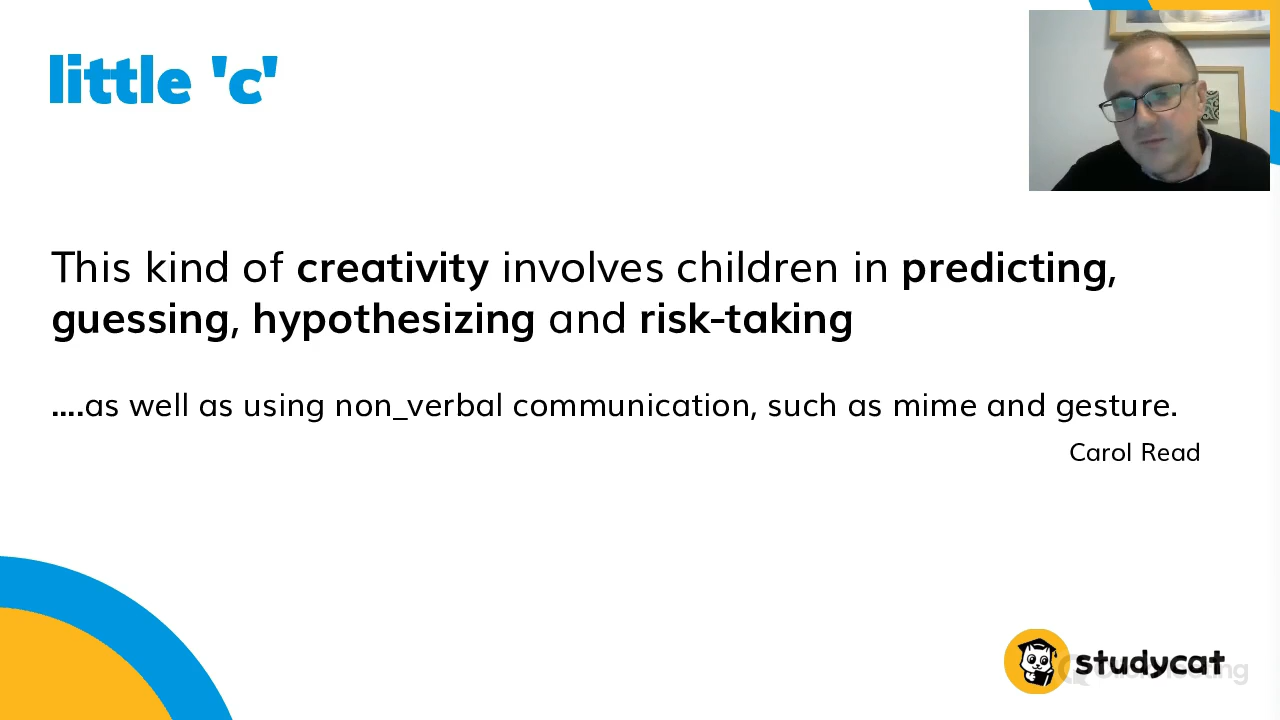 little 'c'
This kind of creativity involves children in predicting,
guessing, hypothesizing and risk-taking
....as well as using non_verbal communication, such as mime and gesture.
Carol Read
studycat
ClickMeeting